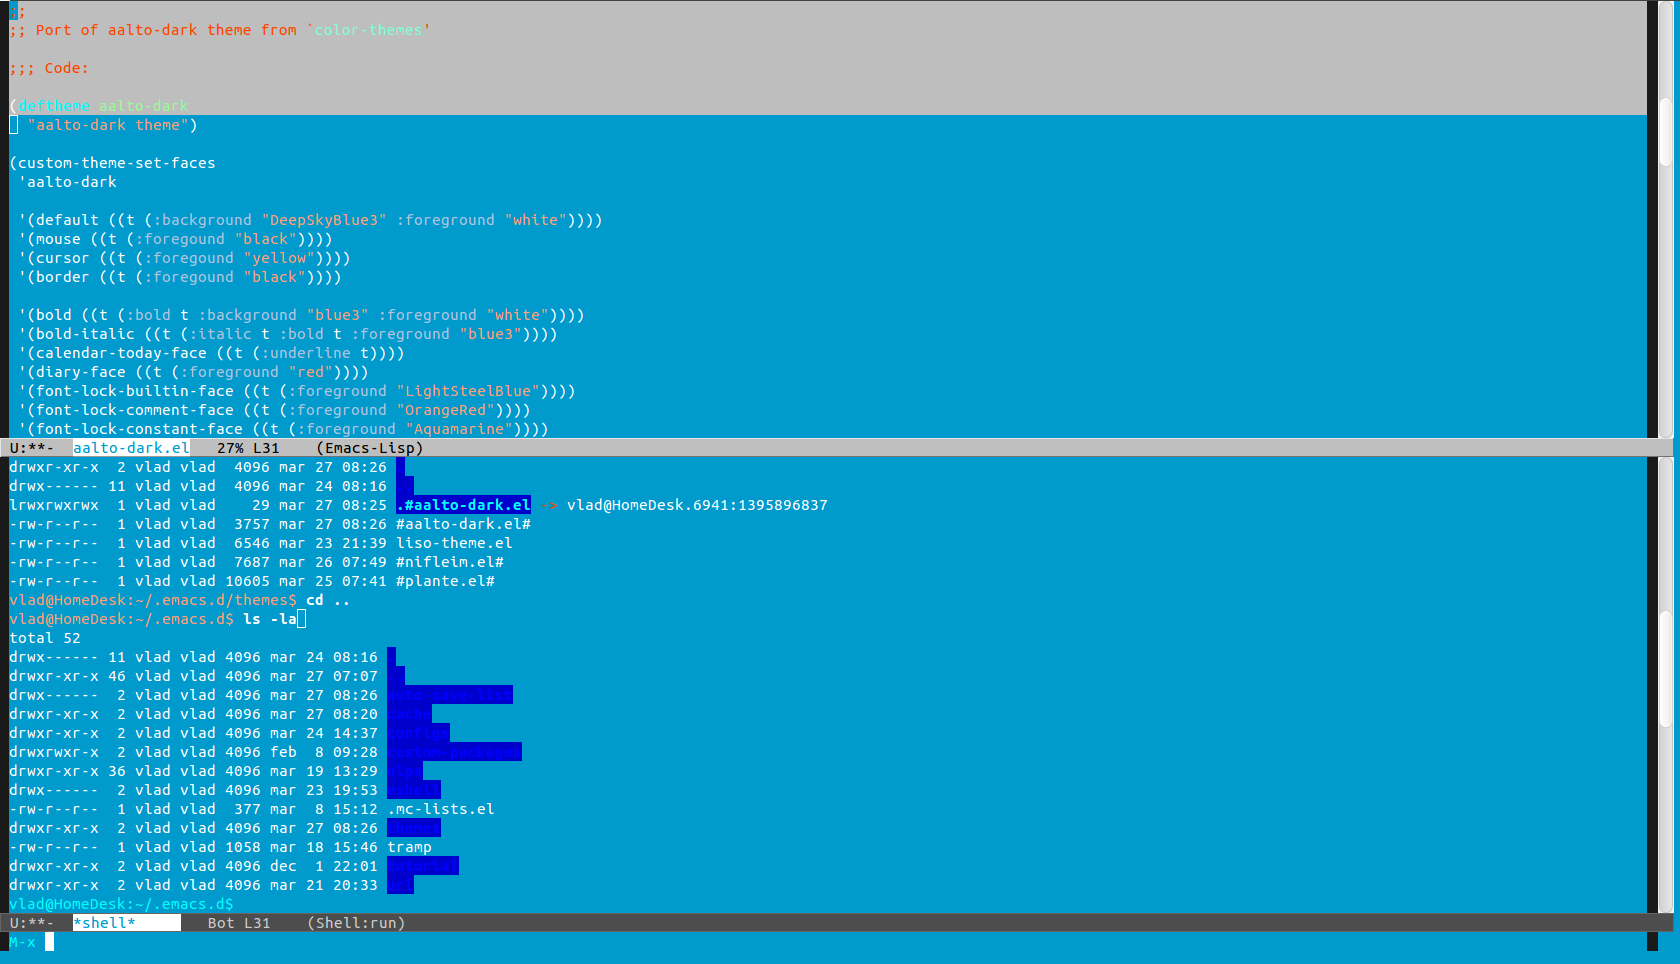 ;;
;; Port of aalto-dark theme from `color-themes'
;;; Code:
(deftheme aalto-dark
"aalto-dark theme")
(custom-theme-set-faces
'aalto-dark
'(default ((t (:background "DeepSkyBlue3" :foreground "white"))))
'(mouse ((t (:foregound "black"))))
'(cursor ((t (:foregound "yellow"))))
'(border ((t (:foregound "black"))))
'(bold ((t (:bold t :background "blue3" :foreground "white"))))
'(bold-italic ((t (:italic t :bold t :foreground "blue3"))))
'(calendar-today-face ((t (:underline t))))
'(diary-face ((t (:foreground "red"))))
'(font-lock-builtin-face ((t (:foreground "LightSteelBlue"))))
'(font-lock-comment-face ((t (:foreground "OrangeRed"))))
'(font-lock-constant-face ((t (:foreground "Aquamarine"))))
U:**-  aalto-dark.el   27% L31    (Emacs-Lisp)
drwxr-xr-x  2 vlad vlad  4096 mar 27 08:26 .
drwx------ 11 vlad vlad  4096 mar 24 08:16 ..
lrwxrwxrwx  1 vlad vlad    29 mar 27 08:25 .#aalto-dark.el -> vlad@HomeDesk.6941:1395896837
-rw-r--r--  1 vlad vlad  3757 mar 27 08:26 #aalto-dark.el#
-rw-r--r--  1 vlad vlad  6546 mar 23 21:39 liso-theme.el
-rw-r--r--  1 vlad vlad  7687 mar 26 07:49 #nifleim.el#
-rw-r--r--  1 vlad vlad 10605 mar 25 07:41 #plante.el#
vlad@HomeDesk:~/.emacs.d/themes$ cd ..
vlad@HomeDesk:~/.emacs.d$ ls -la
total 52
drwx------ 11 vlad vlad 4096 mar 24 08:16 .
drwxr-xr-x 46 vlad vlad 4096 mar 27 07:07 ..
drwx------  2 vlad vlad 4096 mar 27 08:26 auto-save-list
drwxr-xr-x  2 vlad vlad 4096 mar 27 08:20 cache
drwxr-xr-x  2 vlad vlad 4096 mar 24 14:37 configs
drwxrwxr-x  2 vlad vlad 4096 feb  8 09:28 custom-packages
drwxr-xr-x 36 vlad vlad 4096 mar 19 13:29 elpa
drwx------  2 vlad vlad 4096 mar 23 19:53 eshell
-rw-r--r--  1 vlad vlad  377 mar  8 15:12 .mc-lists.el
drwxr-xr-x  2 vlad vlad 4096 mar 27 08:26 themes
-rw-r--r--  1 vlad vlad 1058 mar 18 15:46 tramp
drwxr-xr-x  2 vlad vlad 4096 dec  1 22:01
drwxr-xr-x  2 vlad vlad 4096 mar 21 20:33 url
vlad@HomeDesk:~/.emacs.d$
U:**-  *shell*        Bot L31    (Shell:run)
M-x